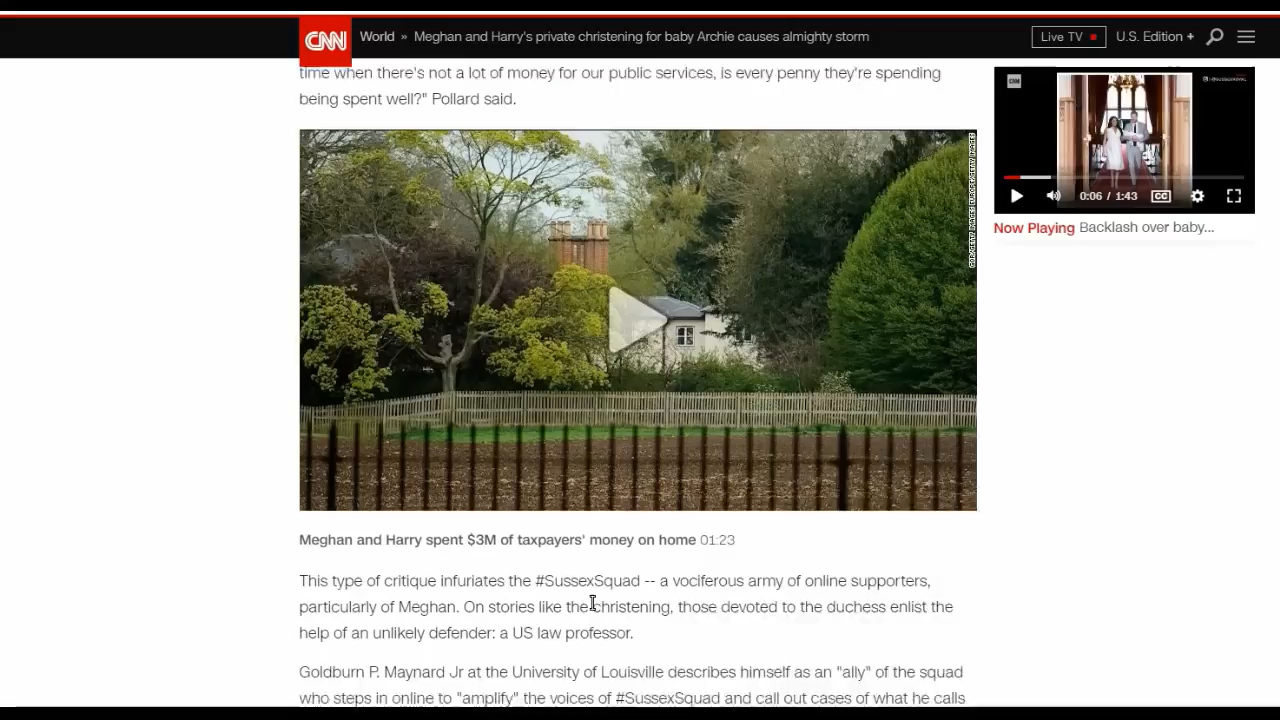 CNN
World » Meghan and Harry's private christening for baby Archie causes almighty storm
Live TV
U.S. Edition +
time when there's not a lot of money for our public services, is every penny they're spending
being spent well?" Pollard said.
CNN
0:06 / 1:43
CC
Now Playing Backlash over baby...
Meghan and Harry spent $3M of taxpayers' money on home 01:23
This type of critique infuriates the #SussexSquad -- a vociferous army of online supporters,
particularly of Meghan. On stories like the christening, those devoted to the duchess enlist the
help of an unlikely defender: a US law professor.
Goldburn P. Maynard Jr at the University of Louisville describes himself as an "ally" of the squad
who steps in online to "amplify" the voices of #SussexSquad and call out cases of what he calls